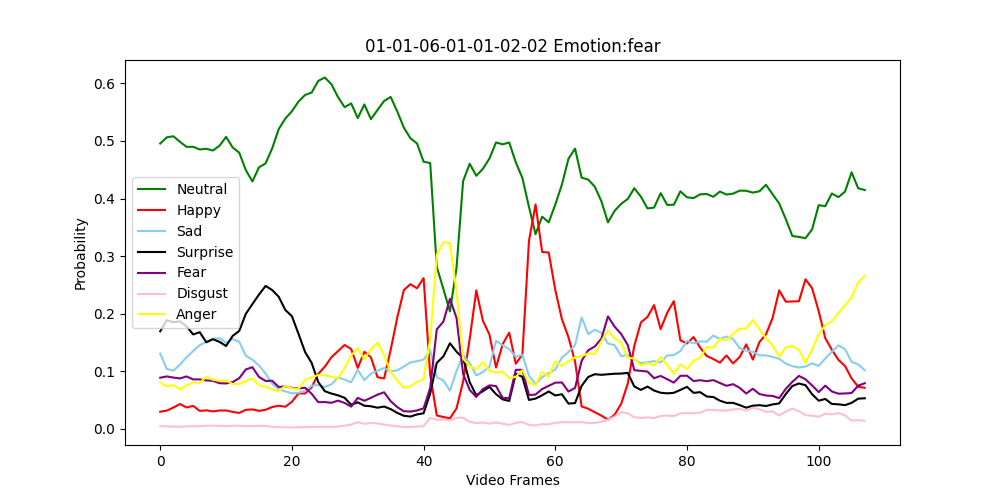 01-01-06-01-01-02-02 Emotion:fear
Probability
0.6
0.5
0.4
0.3
0.2
0.1
0.0
Neutral
Happy
Sad
Surprise
Fear
Disgust
Anger
0 20 40 60 80 100
Video Frames